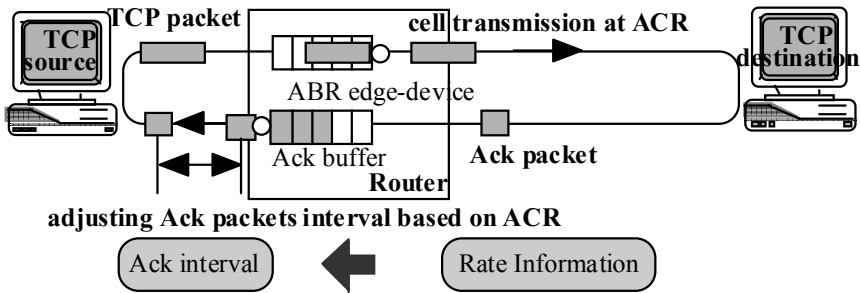 TCP packet
cell transmission at ACR
TCP
source
TCP
destination
ABR edge-device
Ack buffer
Ack packet
Router
adjusting Ack packets interval based on ACR
Ack interval
Rate Information